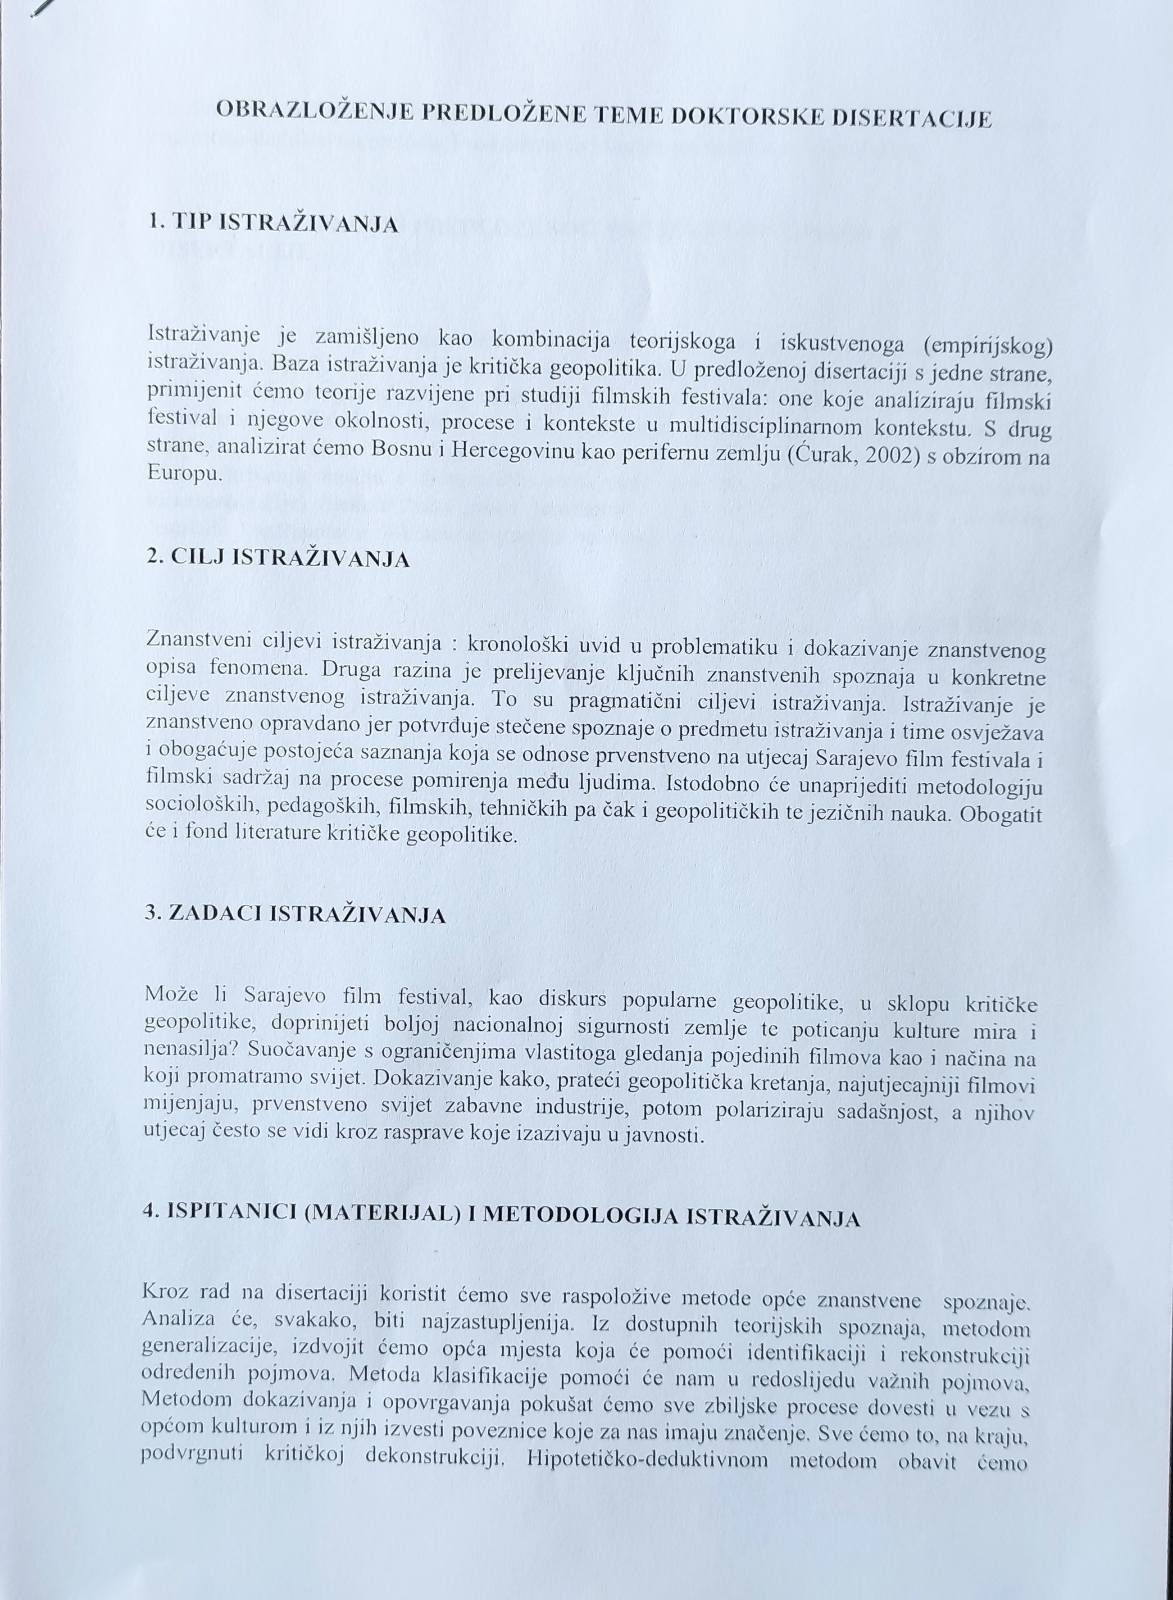 OBRAZLOŽENJE PREDLOŽENE TEME DOKTORSKE DISERTACIJE
1. TIP ISTRAŽIVANJA
Istraživanje je zamišljeno kao kombinacija teorijskoga i iskustvenoga (empirijskog)
istraživanja. Baza istraživanja je kritička geopolitika. U predloženoj disertaciji s jedne strane,
primijenit ćemo teorije razvijene pri studiji filmskih festivala: one koje analiziraju filmski
festival i njegove okolnosti, procese i kontekste u multidisciplinarnom kontekstu. S drug
strane, analizirat ćemo Bosnu i Hercegovinu kao perifernu zemlju (Ćurak, 2002) s obzirom na
Europu.
2. CILJ ISTRAŽIVANJA
Znanstveni ciljevi istraživanja : kronološki uvid u problematiku i dokazivanje znanstvenog
opisa fenomena. Druga razina je prelijevanje ključnih znanstvenih spoznaja u konkretne
ciljeve znanstvenog istraživanja. To su pragmatični ciljevi istraživanja. Istraživanje je
znanstveno opravdano jer potvrđuje stečene spoznaje o predmetu istraživanja i time osvježava
i obogaćuje postojeća saznanja koja se odnose prvenstveno na utjecaj Sarajevo film festivala i
filmski sadržaj na procese pomirenja među ljudima. Istodobno će unaprijediti metodologiju
socioloških, pedagoških, filmskih, tehničkih pa čak i geopolitičkih te jezičnih nauka. Obogatit
će i fond literature kritičke geopolitike.
3. ZADACI ISTRAŽIVANJA
Može li Sarajevo film festival, kao diskurs popularne geopolitike, u sklopu kritičke
geopolitike, doprinijeti boljoj nacionalnoj sigurnosti zemlje te poticanju kulture mira i
nenasilja? Suočavanje s ograničenjima vlastitoga gledanja pojedinih filmova kao i načina na
koji promatramo svijet. Dokazivanje kako, prateći geopolitička kretanja, najutjecajniji filmovi
mijenjaju, prvenstveno svijet zabavne industrije, potom polariziraju sadašnjost, a njihov
utjecaj često se vidi kroz rasprave koje izazivaju u javnosti.
4. ISPITANICI (MATERIJAL) I METODOLOGIJA ISTRAŽIVANJA
Kroz rad na disertaciji koristit ćemo sve raspoložive metode opće znanstvene spoznaje.
Analiza će, svakako, biti najzastupljenija. Iz dostupnih teorijskih spoznaja, metodom
generalizacije, izdvojit ćemo opća mjesta koja će pomoći identifikaciji i rekonstrukciji
određenih pojmova. Metoda klasifikacije pomoći će nam u redoslijedu važnih pojmova.
Metodom dokazivanja i opovrgavanja pokušat ćemo sve zbiljske procese dovesti u vezu s
općom kulturom i iz njih izvesti poveznice koje za nas imaju značenje. Sve ćemo to, na kraju,
podvrgnuti kritičkoj dekonstrukciji. Hipotetičko-deduktivnom metodom obavit ćemo